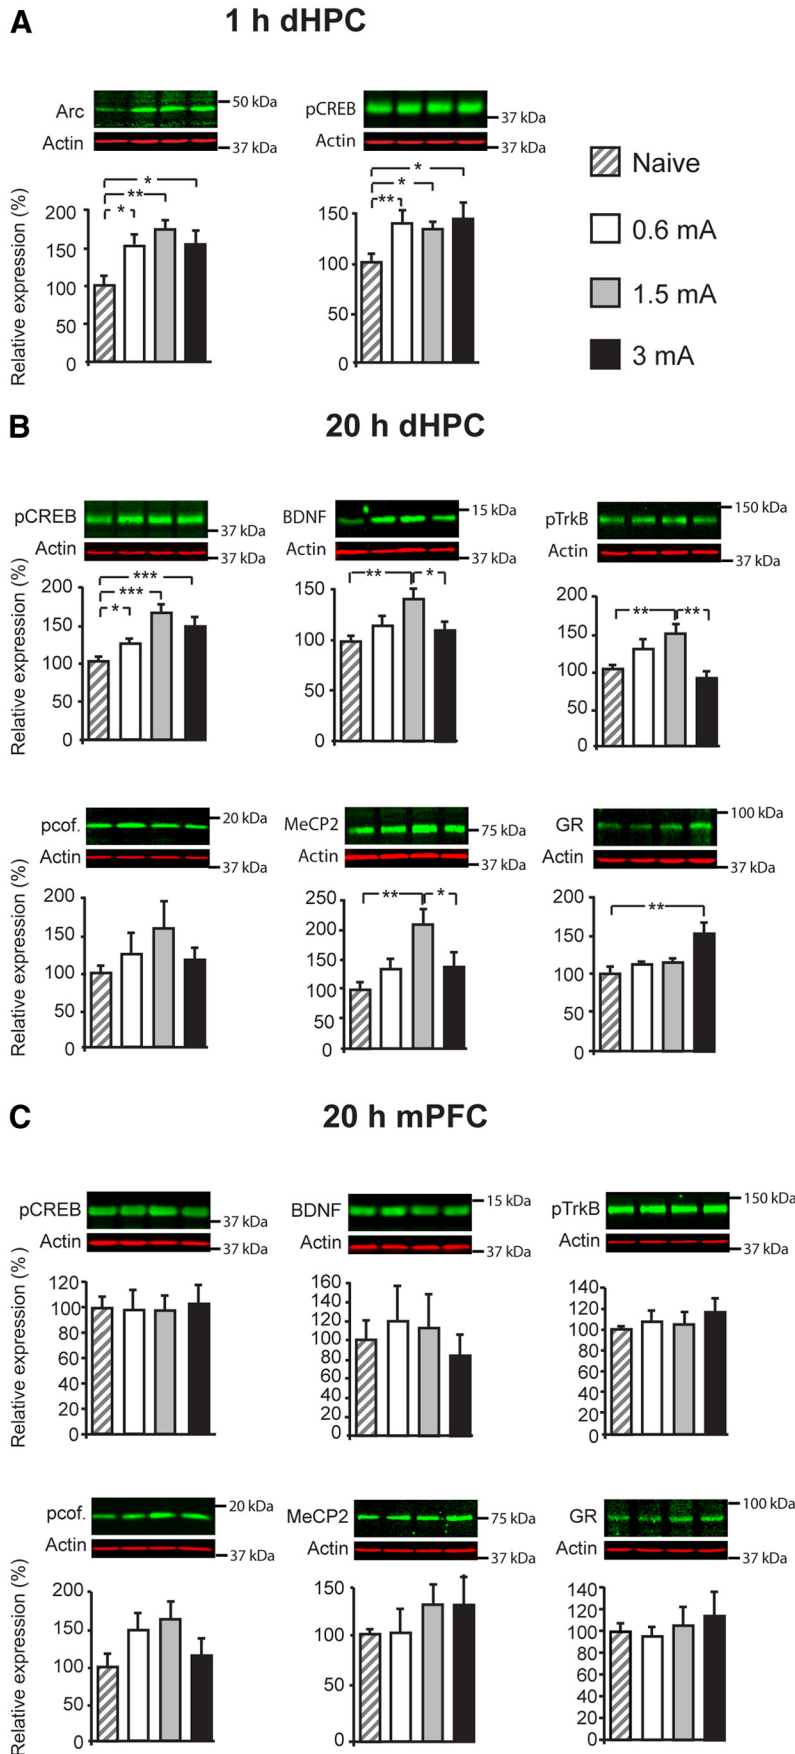 A
1 h dHPC
Arc
50 kDa
Actin
37 kDa
pCREB
37 kDa
Actin
37 kDa
Naive
0.6 mA
1.5 mA
3 mA
Relative expression (%)
*
**
*
200
150
100
50
0
*
*
**
150
100
50
0
B
20 h dHPC
pCREB
37 kDa
Actin
37 kDa
BDNF
15 kDa
Actin
37 kDa
pTrkB
150 kDa
Actin
37 kDa
Relative expression (%)
***
***
*
200
150
100
50
0
** *
150
100
50
0
** **
200
150
100
50
0
pcof.
20 kDa
Actin
37 kDa
MeCP2
75 kDa
Actin
37 kDa
GR
100 kDa
Actin
37 kDa
Relative expression (%)
200
150
100
50
0
** *
250
200
150
100
50
0
**
200
150
100
50
0
C
20 h mPFC
pCREB
37 kDa
Actin
37 kDa
BDNF
15 kDa
Actin
37 kDa
pTrkB
150 kDa
Actin
37 kDa
Relative expression (%)
120
100
80
60
40
20
0
160
140
120
100
80
60
40
20
0
140
120
100
80
60
40
20
0
pcof.
20 kDa
Actin
37 kDa
MeCP2
75 kDa
Actin
37 kDa
GR
100 kDa
Actin
37 kDa
Relative expression (%)
200
150
100
50
0
150
100
50
0
140
120
100
80
60
40
20
0